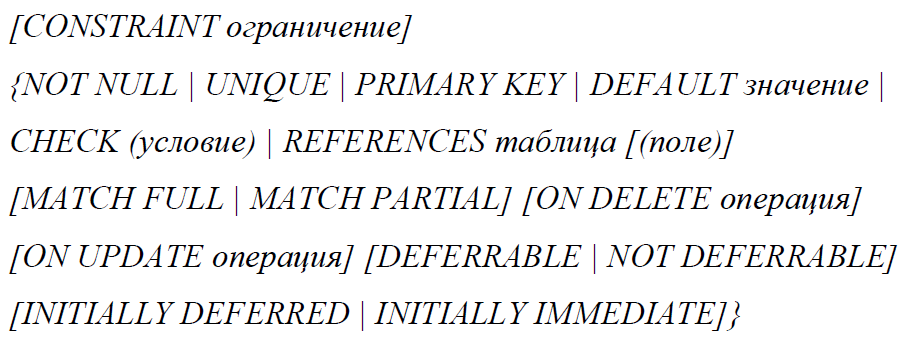 [CONSTRAINT ограничение]
{NOT NULL | UNIQUE | PRIMARY KEY | DEFAULT значение |
CHECK (условие) | REFERENCES таблица [(поле)]
[MATCH FULL | MATCH PARTIAL] [ON DELETE операция]
[ON UPDATE операция] [DEFERRABLE | NOT DEFERRABLE]
[INITIALLY DEFERRED | INITIALLY IMMEDIATE]}